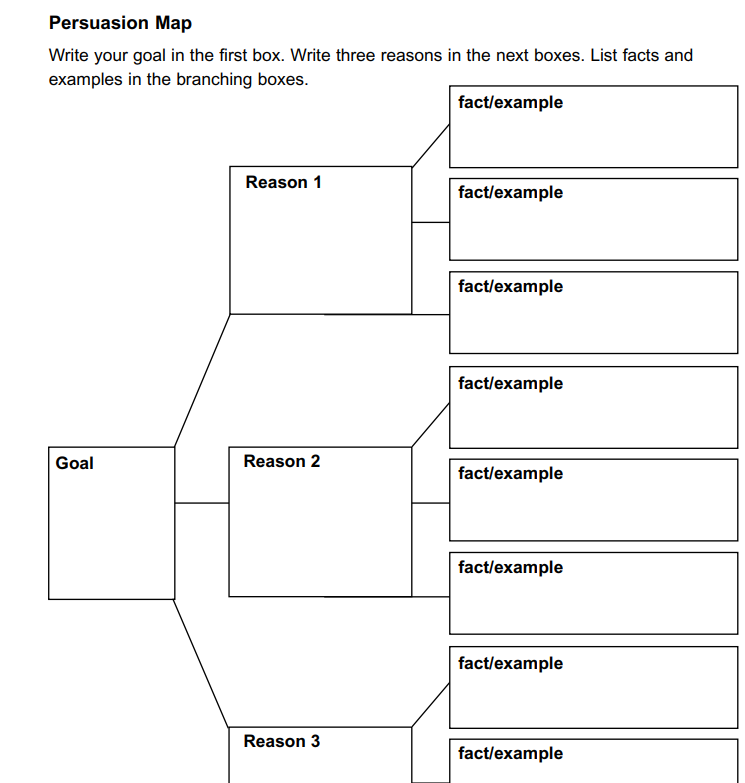 Persuasion Map
Write your goal in the first box. Write three reasons in the next boxes. List facts and
examples in the branching boxes.
fact/example
Reason 1
fact/example
fact/example
fact/example
Goal
Reason 2
fact/example
fact/example
fact/example
Reason 3
fact/example